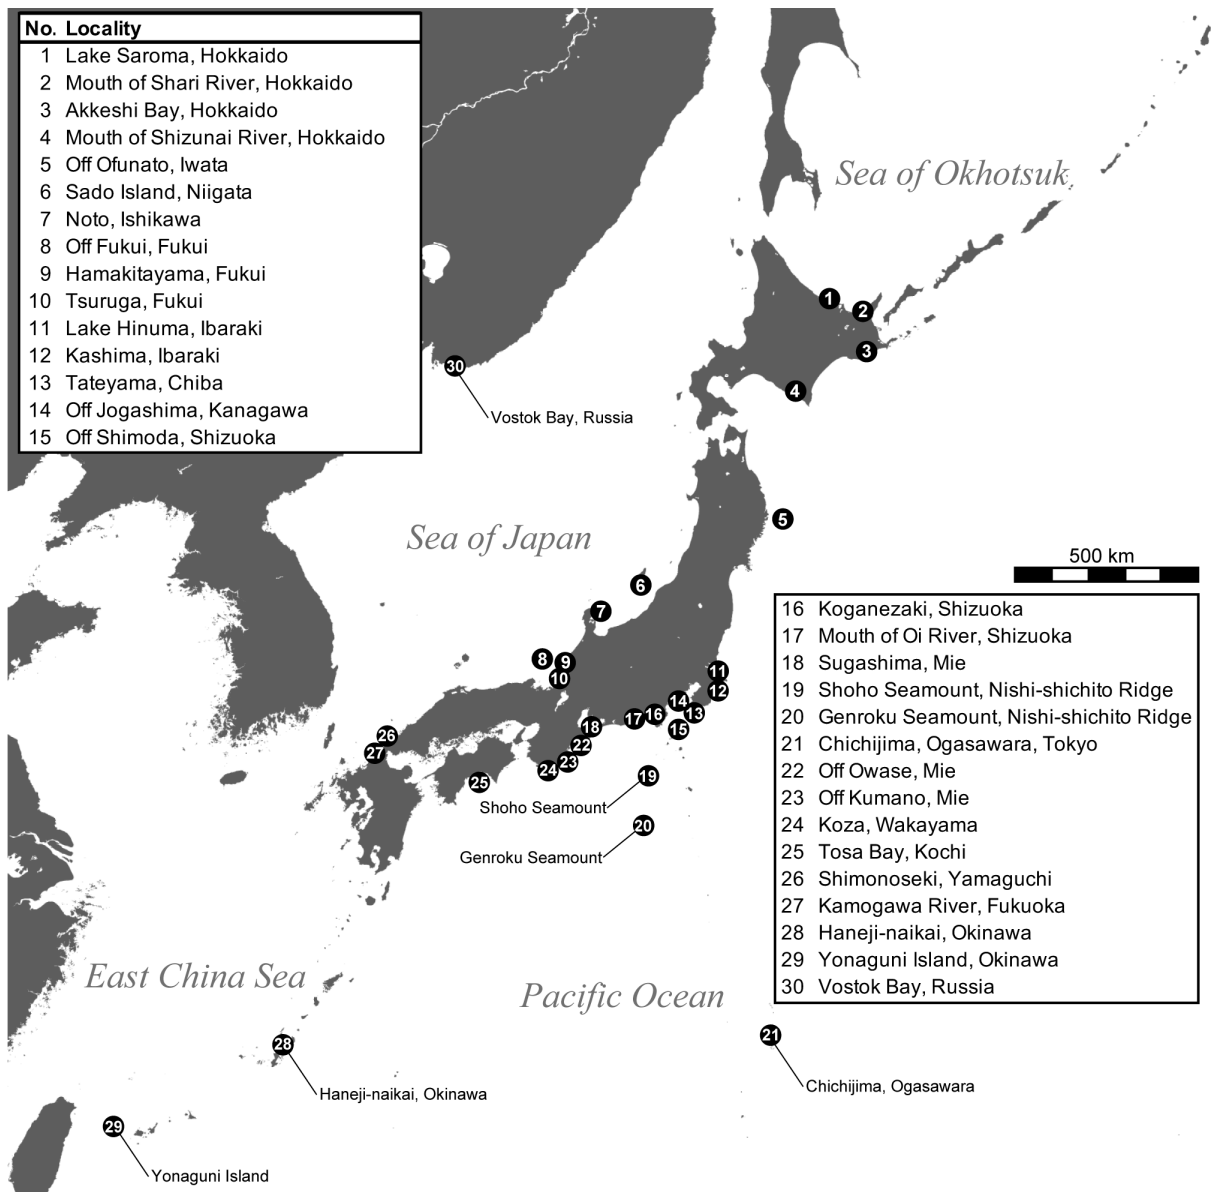 No. Locality
1 Lake Saroma, Hokkaido
2 Mouth of Shari River, Hokkaido
3 Akkeshi Bay, Hokkaido
4 Mouth of Shizunai River, Hokkaido
5 Off Ofunato, Iwata
6 Sado Island, Niigata
7 Noto, Ishikawa
8 Off Fukui, Fukui
9 Hamakitayama, Fukui
10 Tsuruga, Fukui
11 Lake Hinuma, Ibaraki
12 Kashima, Ibaraki
13 Tateyama, Chiba
14 Off Jogashima, Kanagawa
15 Off Shimoda, Shizuoka
Sea of Okhotsuk
1
2
3
30
4
Vostok Bay, Russia
5
Sea of Japan
500 km
6
7
8
9
10
11
12
14
13
16
17
15
18
26
22
27
23
24
19
25
Shoho Seamount
20
Genroku Seamount
16 Koganezaki, Shizuoka
17 Mouth of Oi River, Shizuoka
18 Sugashima, Mie
19 Shoho Seamount, Nishi-shichito Ridge
20 Genroku Seamount, Nishi-shichito Ridge
21 Chichijima, Ogasawara, Tokyo
22 Off Owase, Mie
23 Off Kumano, Mie
24 Koza, Wakayama
25 Tosa Bay, Kochi
26 Shimonoseki, Yamaguchi
27 Kamogawa River, Fukuoka
28 Haneji-naikai, Okinawa
29 Yonaguni Island, Okinawa
30 Vostok Bay, Russia
East China Sea
Pacific Ocean
21
28
Chichijima, Ogasawara
Haneji-naikai, Okinawa
29
Yonaguni Island